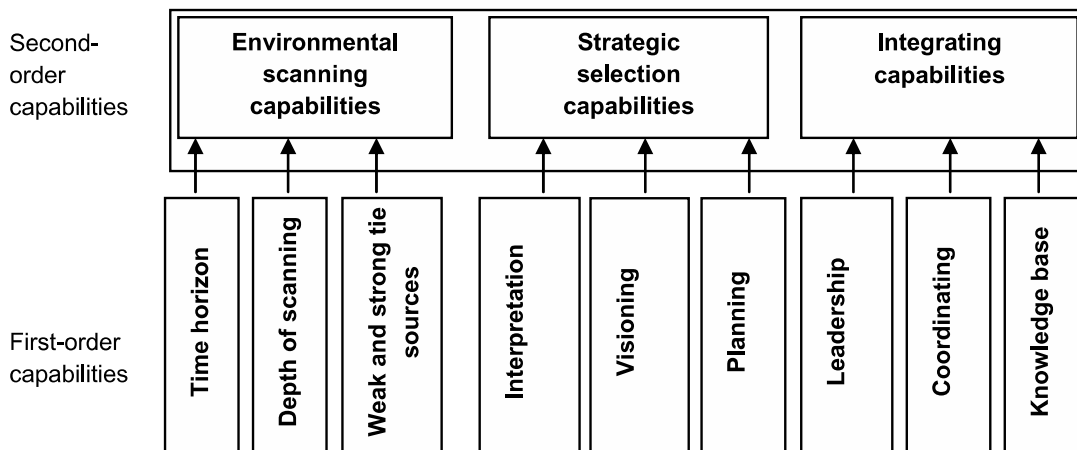 Second-
order
capabilities
Environmental
scanning
capabilities
Strategic
selection
capabilities
Integrating
capabilities
First-order
capabilities
Time horizon
Depth of scanning
Weak and strong tie
sources
Interpretation
Visioning
Planning
Leadership
Coordinating
Knowledge base